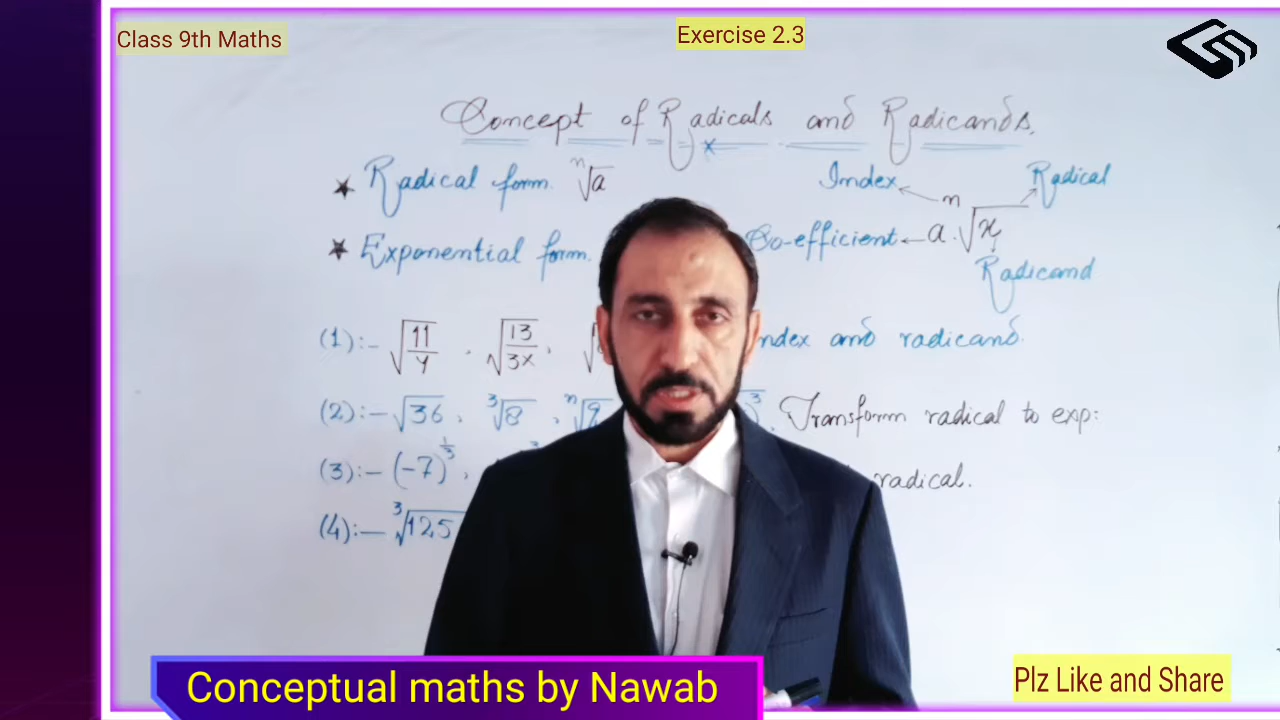 Class 9th Maths
Exercise 2.3
Concept of Radicals and Radicands.
★ Radical form. ⁿ√a
Index ← n Radical
★ Exponential form.
Co-efficient ← a . √x
Radicand
(1):- √11/4 , √13/3x , √ ndex and radicand.
(2):- √36 , ³√8 , ⁿ√9 3 , Transform radical to exp:
(3):- (-7)^1/3 , radical.
(4):- ³√125
Conceptual maths by Nawab
Plz Like and Share